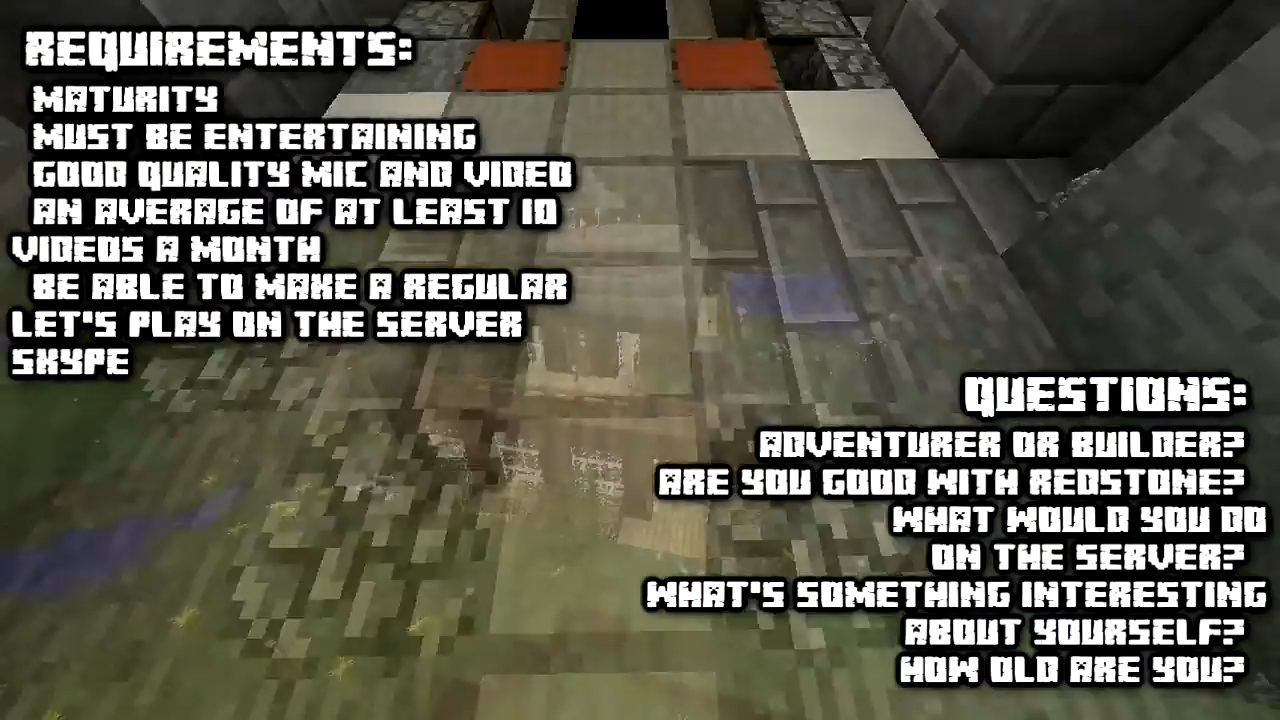 REQUIREMENTS:
MATURITY
MUST BE ENTERTAINING
GOOD QUALITY MIC AND VIDEO
AN AVERAGE OF AT LEAST 10
VIDEOS A MONTH
BE ABLE TO MAKE A REGULAR
LET'S PLAY ON THE SERVER
SKYPE
QUESTIONS:
ADVENTURER OR BUILDER?
ARE YOU GOOD WITH REDSTONE?
WHAT WOULD YOU DO
ON THE SERVER?
WHAT'S SOMETHING INTERESTING
ABOUT YOURSELF?
HOW OLD ARE YOU?